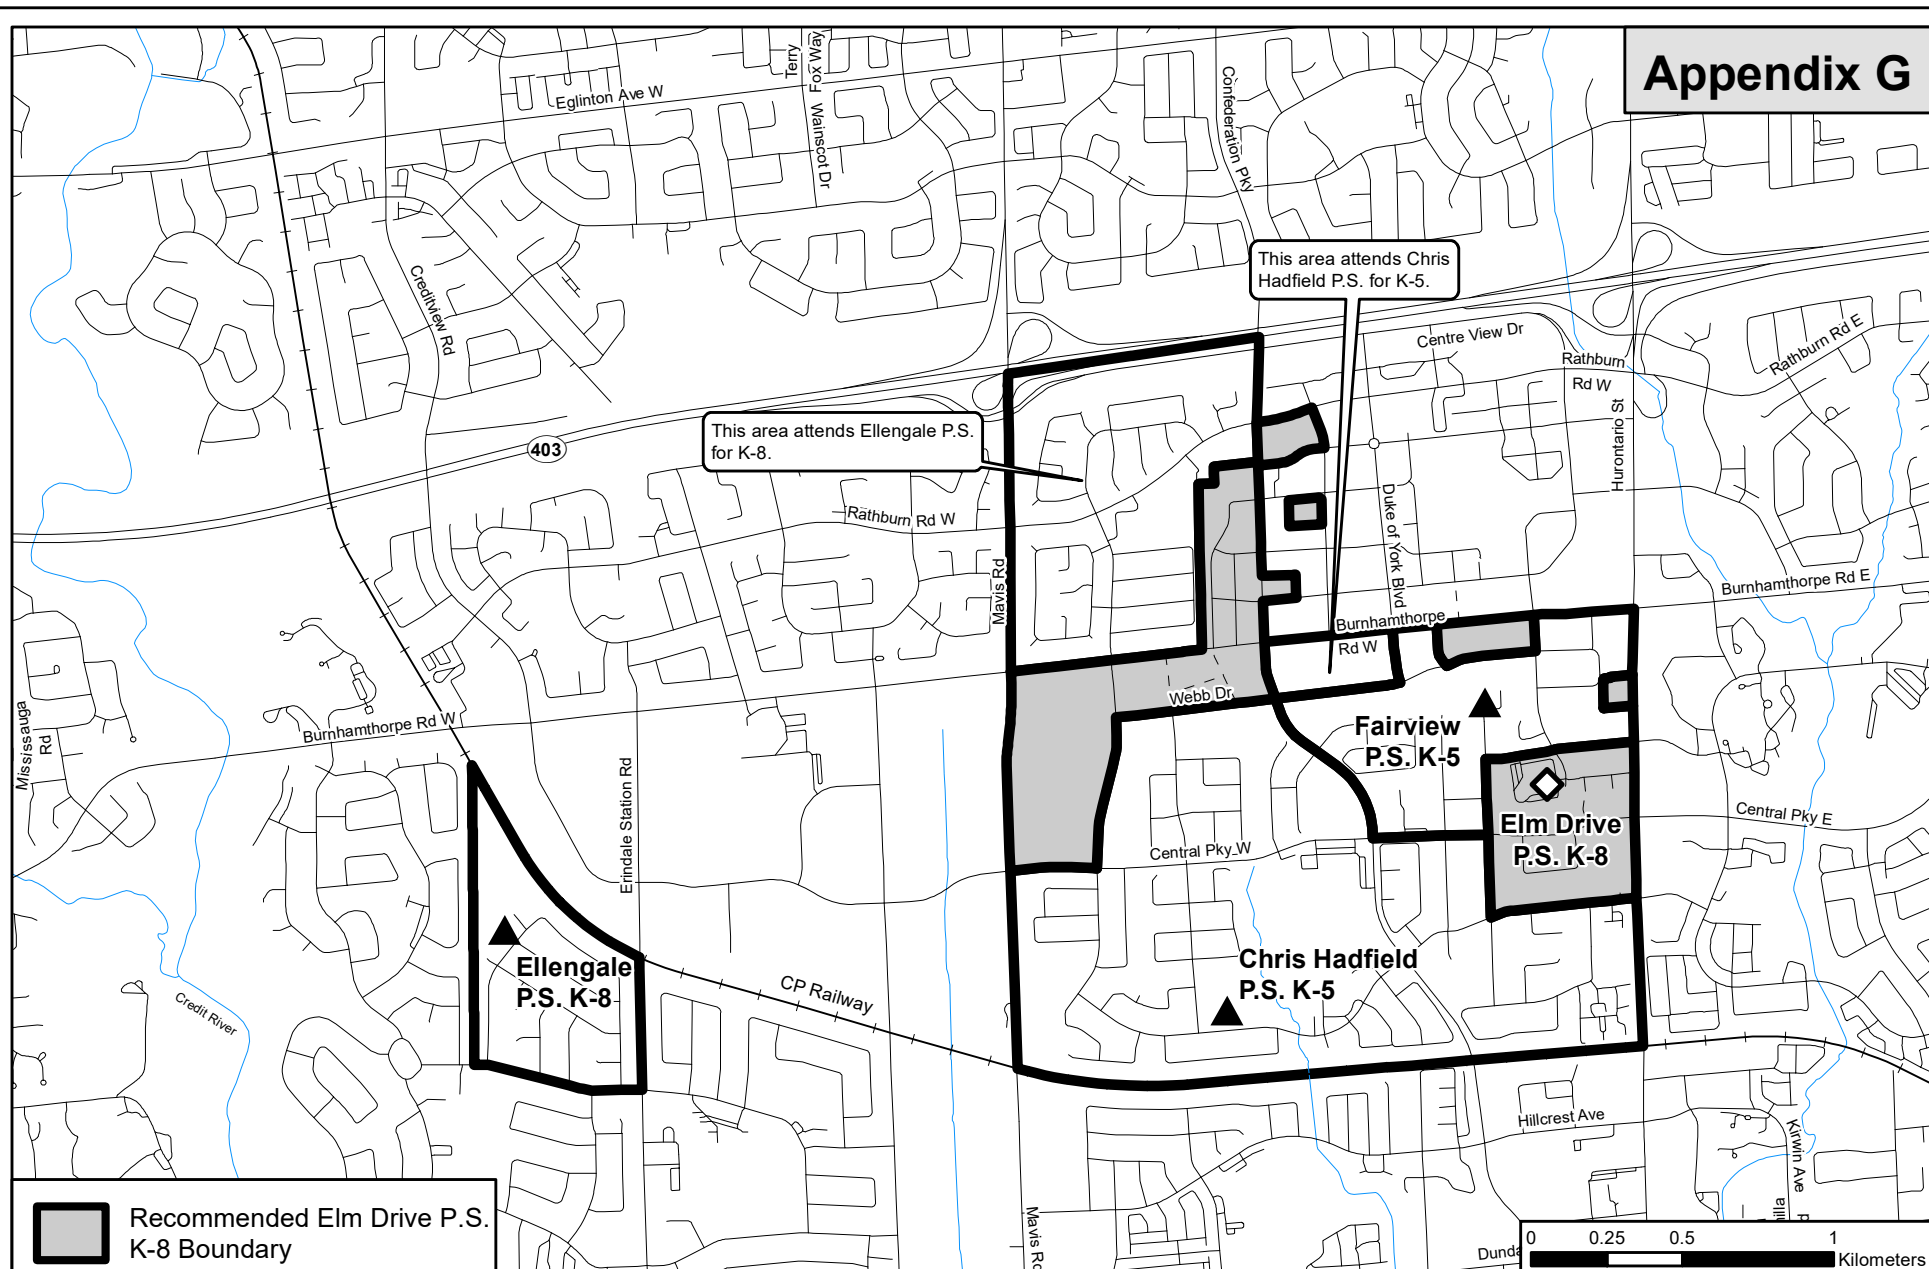 Appendix G
Eglinton Ave W
Terry
Fox Way
Wainscot Dr
Confederation Pky
Creditview Rd
This area attends Chris
Hadfield P.S. for K-5.
Centre View Dr
Rathburn
Rd W
Rathburn Rd E
Hurontario St
This area attends Ellengale P.S.
for K-8.
403
Rathburn Rd W
Duke of York Blvd
Mavis Rd
Burnhamthorpe Rd E
Burnhamthorpe
Rd W
Webb Dr
Burnhamthorpe Rd W
Mississauga
Rd
Fairview
P.S. K-5
Erindale Station Rd
Central Pky E
Elm Drive
P.S. K-8
Central Pky W
Ellengale
P.S. K-8
Chris Hadfield
P.S. K-5
CP Railway
Credit River
Hillcrest Ave
Kirwin Ave
Mavis Rd
Recommended Elm Drive P.S.
K-8 Boundary
Dunda
0 0.25 0.5 1
Kilometers